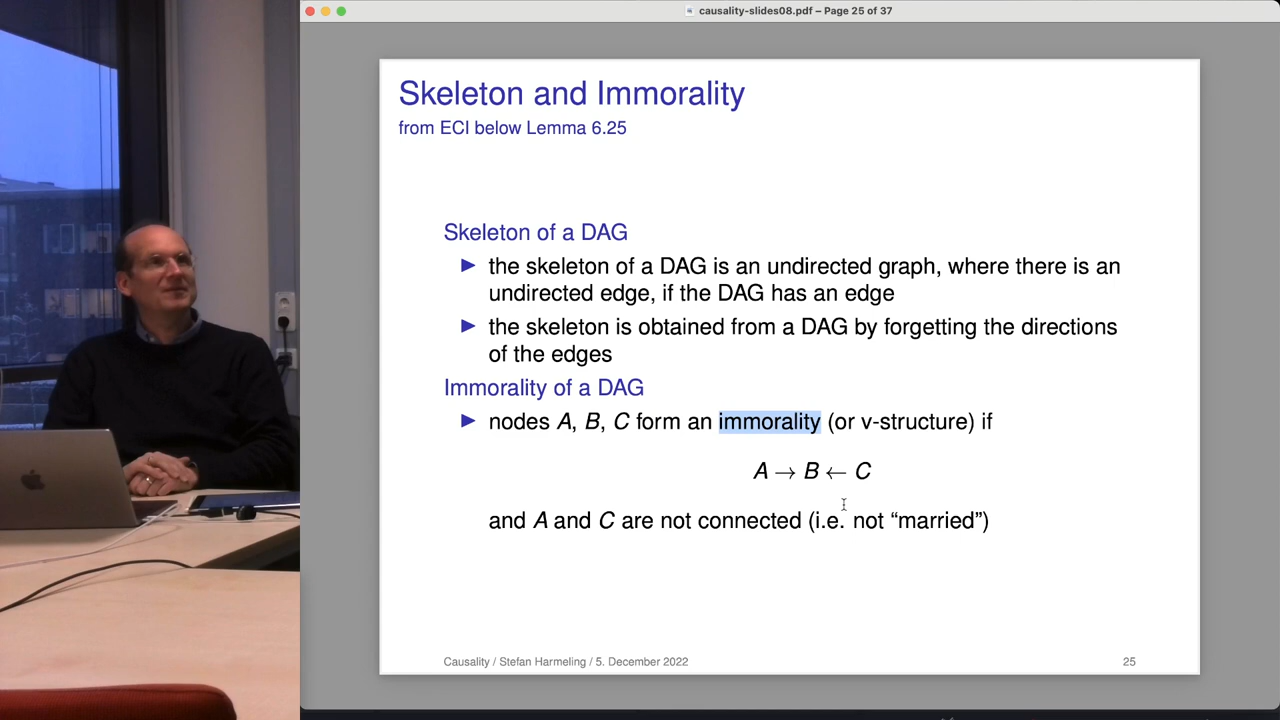 causality-slides08.pdf – Page 25 of 37
Skeleton and Immorality
from ECI below Lemma 6.25
Skeleton of a DAG
▶ the skeleton of a DAG is an undirected graph, where there is an
undirected edge, if the DAG has an edge
▶ the skeleton is obtained from a DAG by forgetting the directions
of the edges
Immorality of a DAG
▶ nodes A, B, C form an immorality (or v-structure) if
A → B ← C
and A and C are not connected (i.e. not “married”)
Causality / Stefan Harmeling / 5. December 2022
25